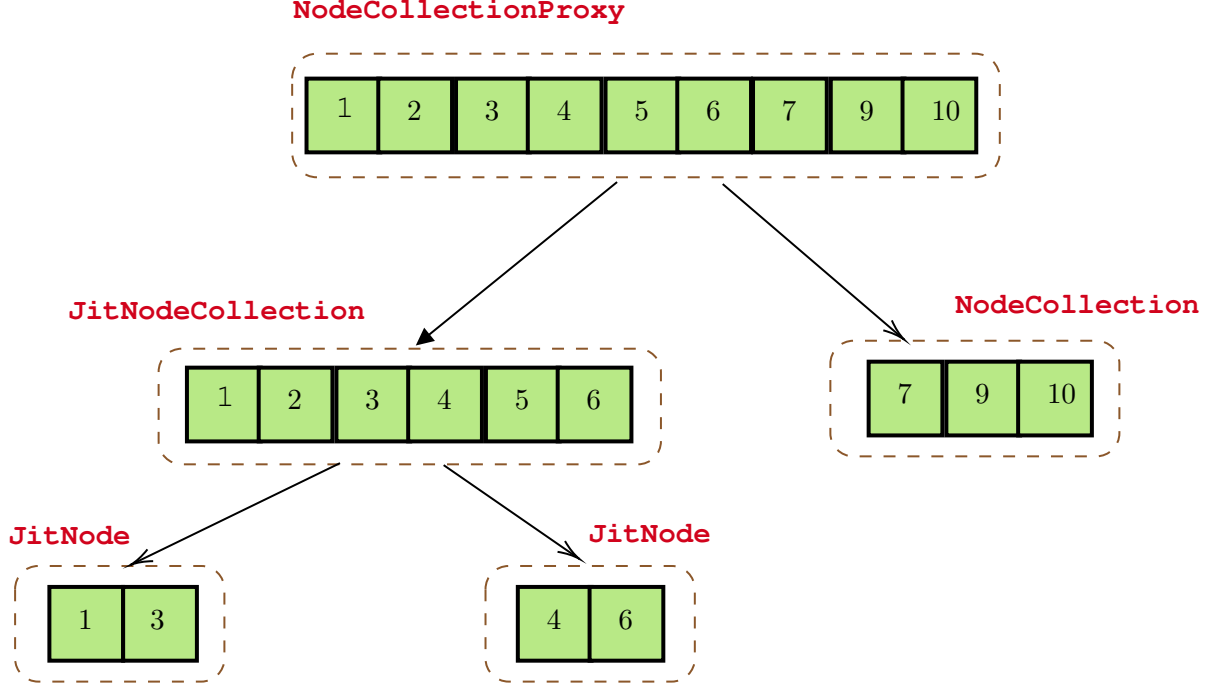 NodeCollectionProxy
1 2 3 4 5 6 7 9 10
JitNodeCollection
NodeCollection
1 2 3 4 5 6
7 9 10
JitNode
JitNode
1 3
4 6